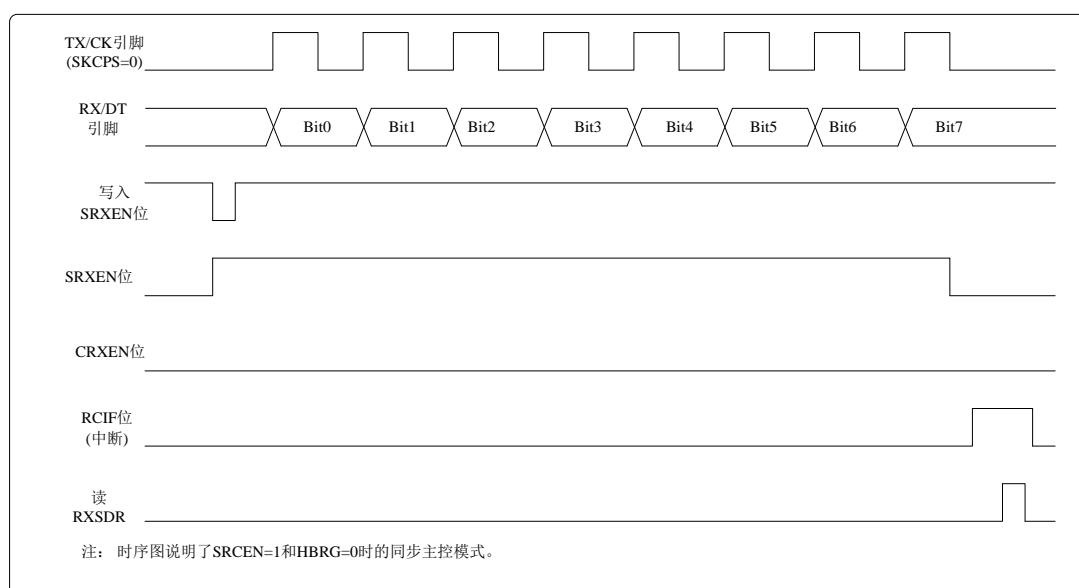 TX/CK引脚
(SKCPS=0)
RX/DT
引脚
Bit0
Bit1
Bit2
Bit3
Bit4
Bit5
Bit6
Bit7
写入
SRXEN位
SRXEN位
CRXEN位
RCIF位
(中断)
读
RXSDR
注： 时序图说明了SRCEN=1和HBRG=0时的同步主控模式。